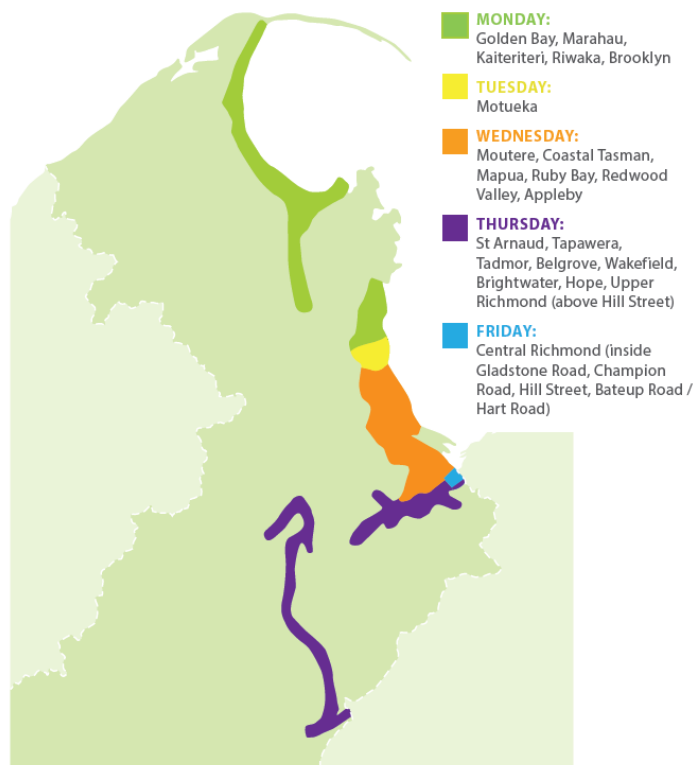 MONDAY:
Golden Bay, Marahau,
Kaiteriteri, Riwaka, Brooklyn
TUESDAY:
Motueka
WEDNESDAY:
Moutere, Coastal Tasman,
Mapua, Ruby Bay, Redwood
Valley, Appleby
THURSDAY:
St Arnaud, Tapawera,
Tadmor, Belgrove, Wakefield,
Brightwater, Hope, Upper
Richmond (above Hill Street)
FRIDAY:
Central Richmond (inside
Gladstone Road, Champion
Road, Hill Street, Bateup Road /
Hart Road)